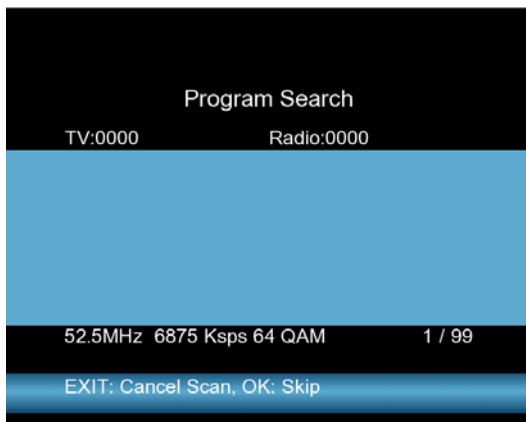 Program Search
TV:0000 Radio:0000
52.5MHz 6875 Ksps 64 QAM 1 / 99
EXIT: Cancel Scan, OK: Skip